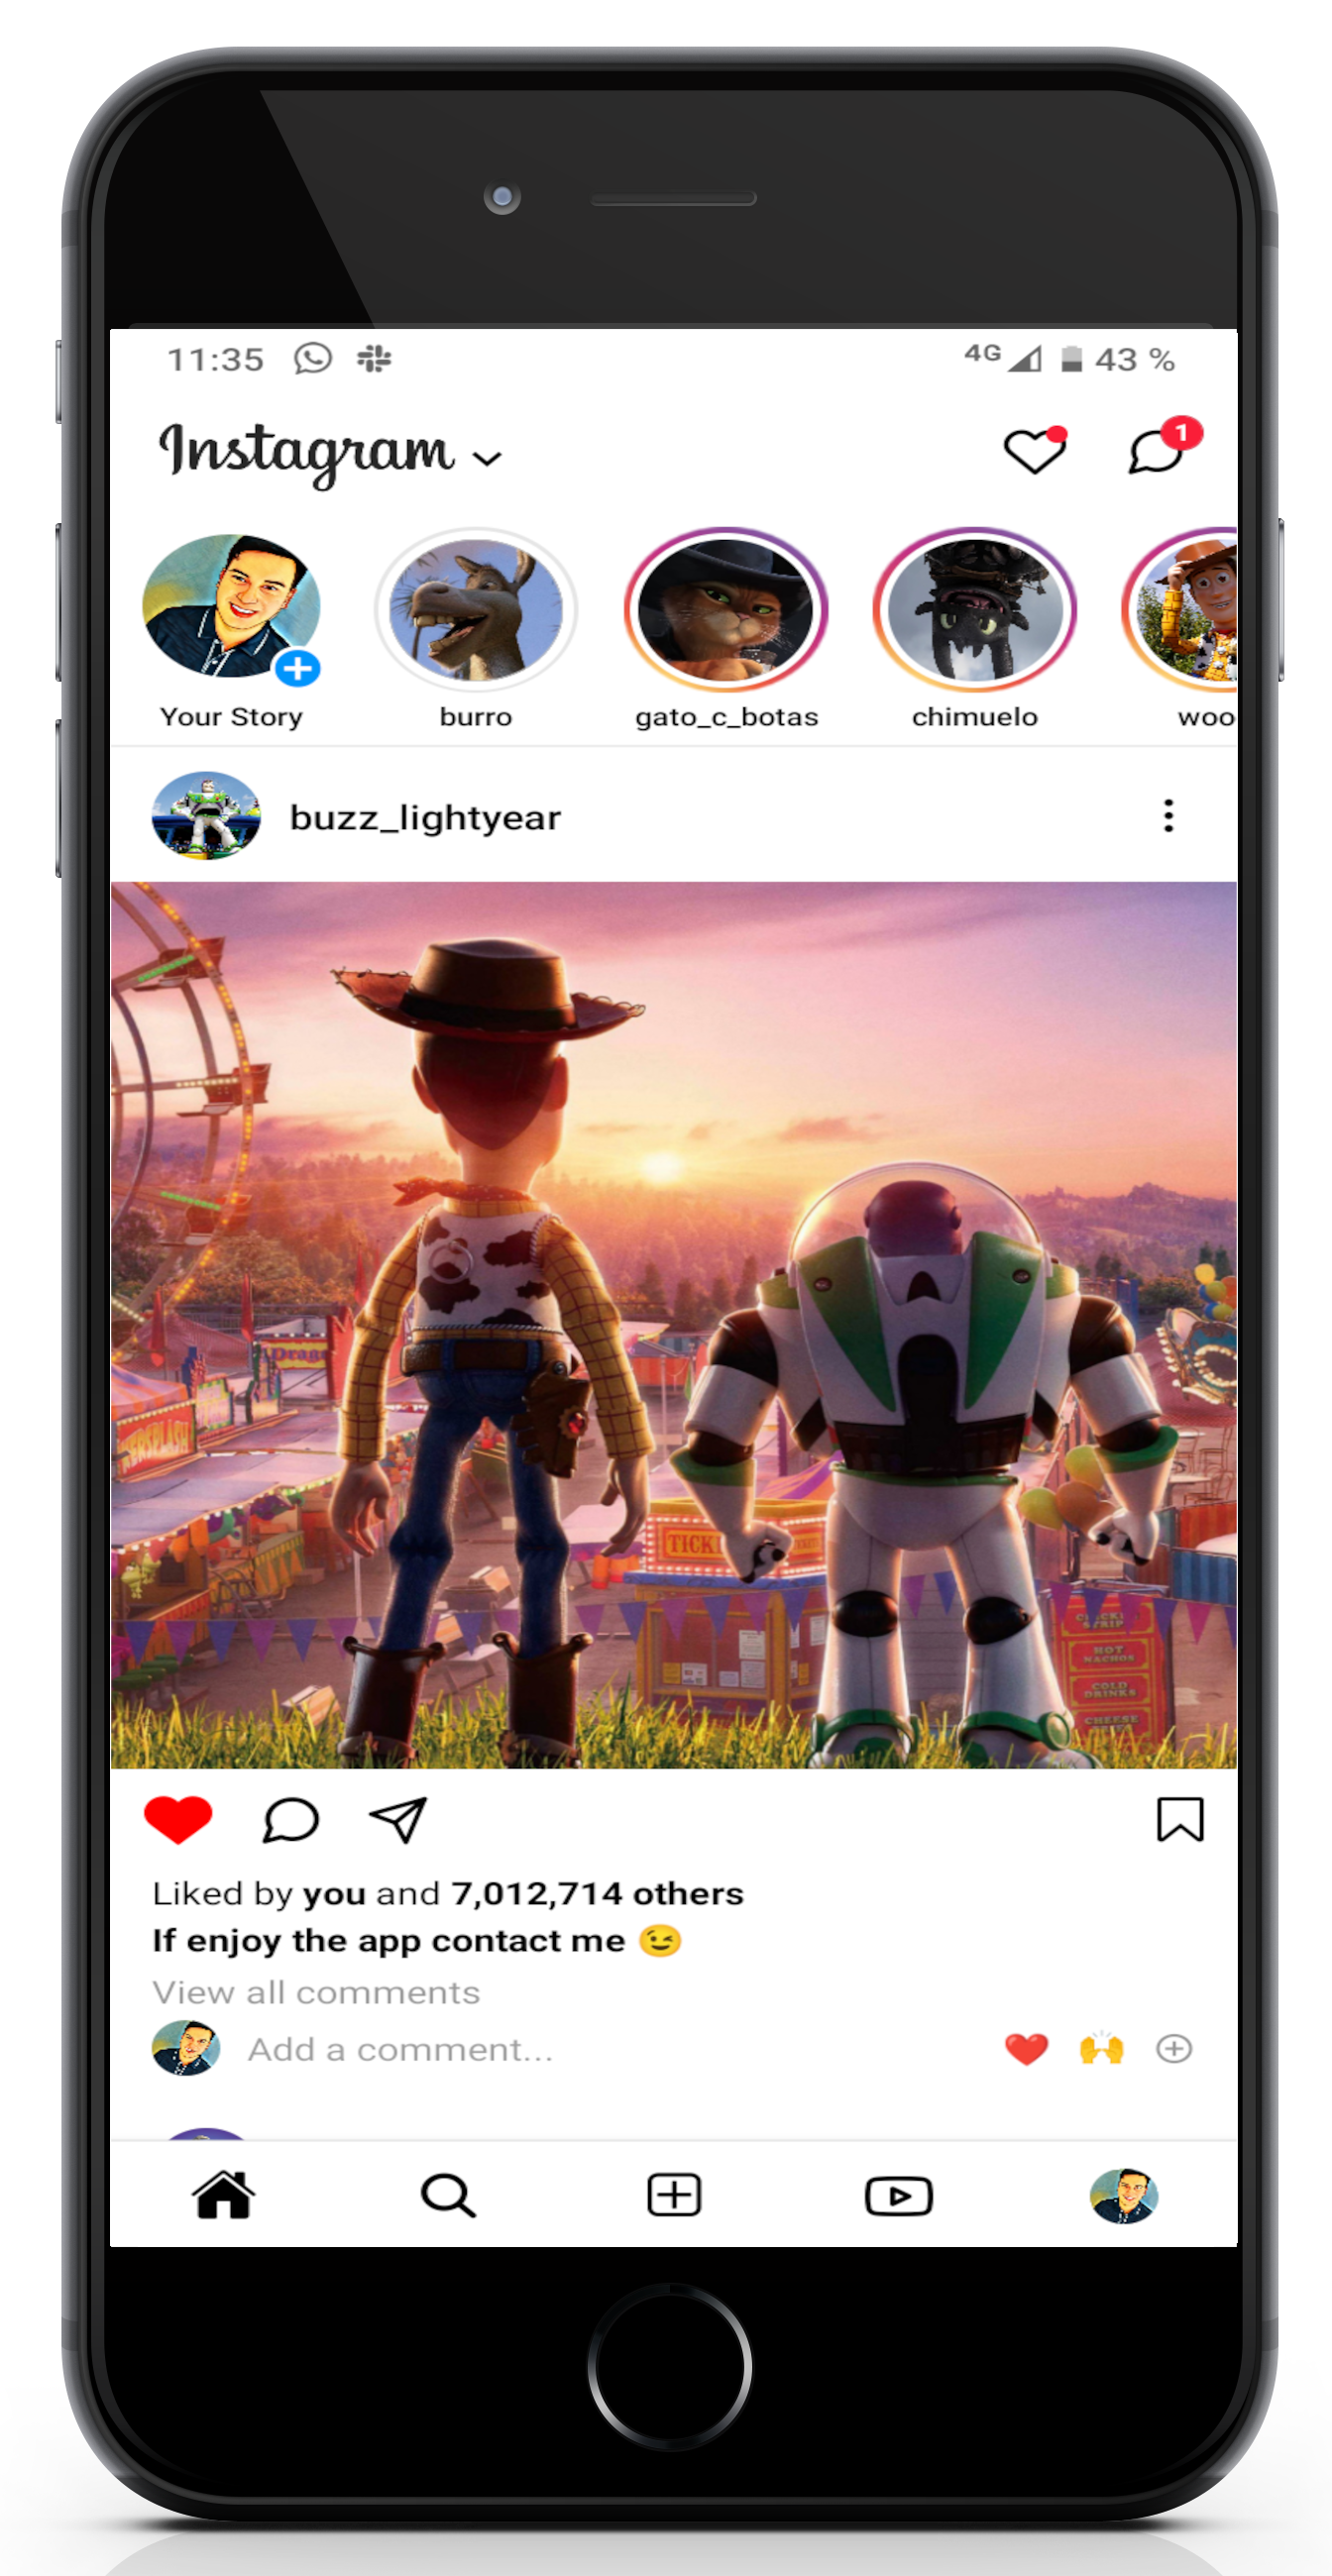 11:35 4G 43 %
Instagram
1
Your Story burro gato_c_botas chimuelo woo
buzz_lightyear
Drag
ERSPLASH
TICK
HOT
NACHOS
COLD
DRINKS
CHEESE
Liked by you and 7,012,714 others
If enjoy the app contact me 😉
View all comments
Add a comment...